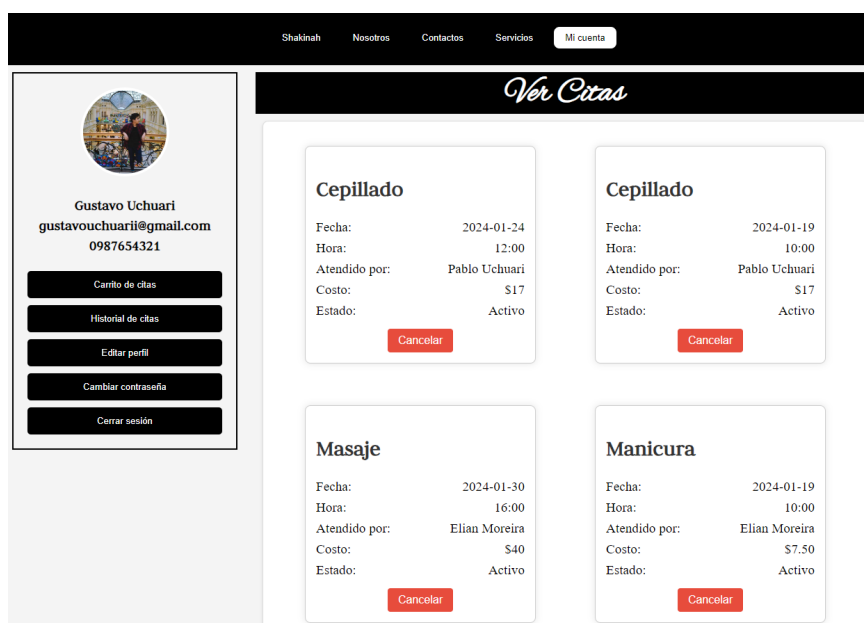 Shakinah Nosotros Contactos Servicios Mi cuenta
Ver Citas
Gustavo Uchuari
gustavouchuarii@gmail.com
0987654321
Carrito de citas
Historial de citas
Editar perfil
Cambiar contraseña
Cerrar sesión
Cepillado
Fecha: 2024-01-24
Hora: 12:00
Atendido por: Pablo Uchuari
Costo: $17
Estado: Activo
Cancelar
Cepillado
Fecha: 2024-01-19
Hora: 10:00
Atendido por: Pablo Uchuari
Costo: $17
Estado: Activo
Cancelar
Masaje
Fecha: 2024-01-30
Hora: 16:00
Atendido por: Elian Moreira
Costo: $40
Estado: Activo
Cancelar
Manicura
Fecha: 2024-01-19
Hora: 10:00
Atendido por: Elian Moreira
Costo: $7.50
Estado: Activo
Cancelar